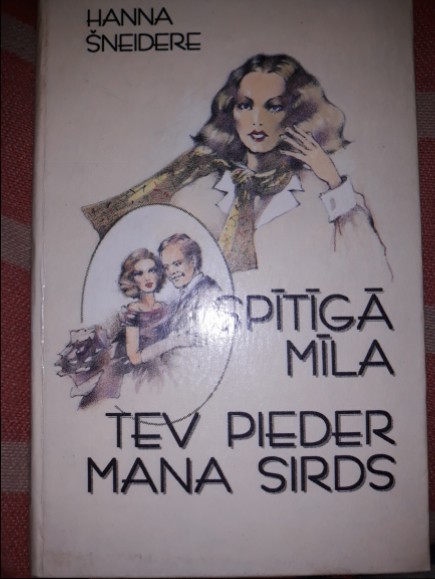 HANNA
ŠNEIDERE
SPĪTĪGĀ
MĪLA
TEV PIEDER
MANA SIRDS